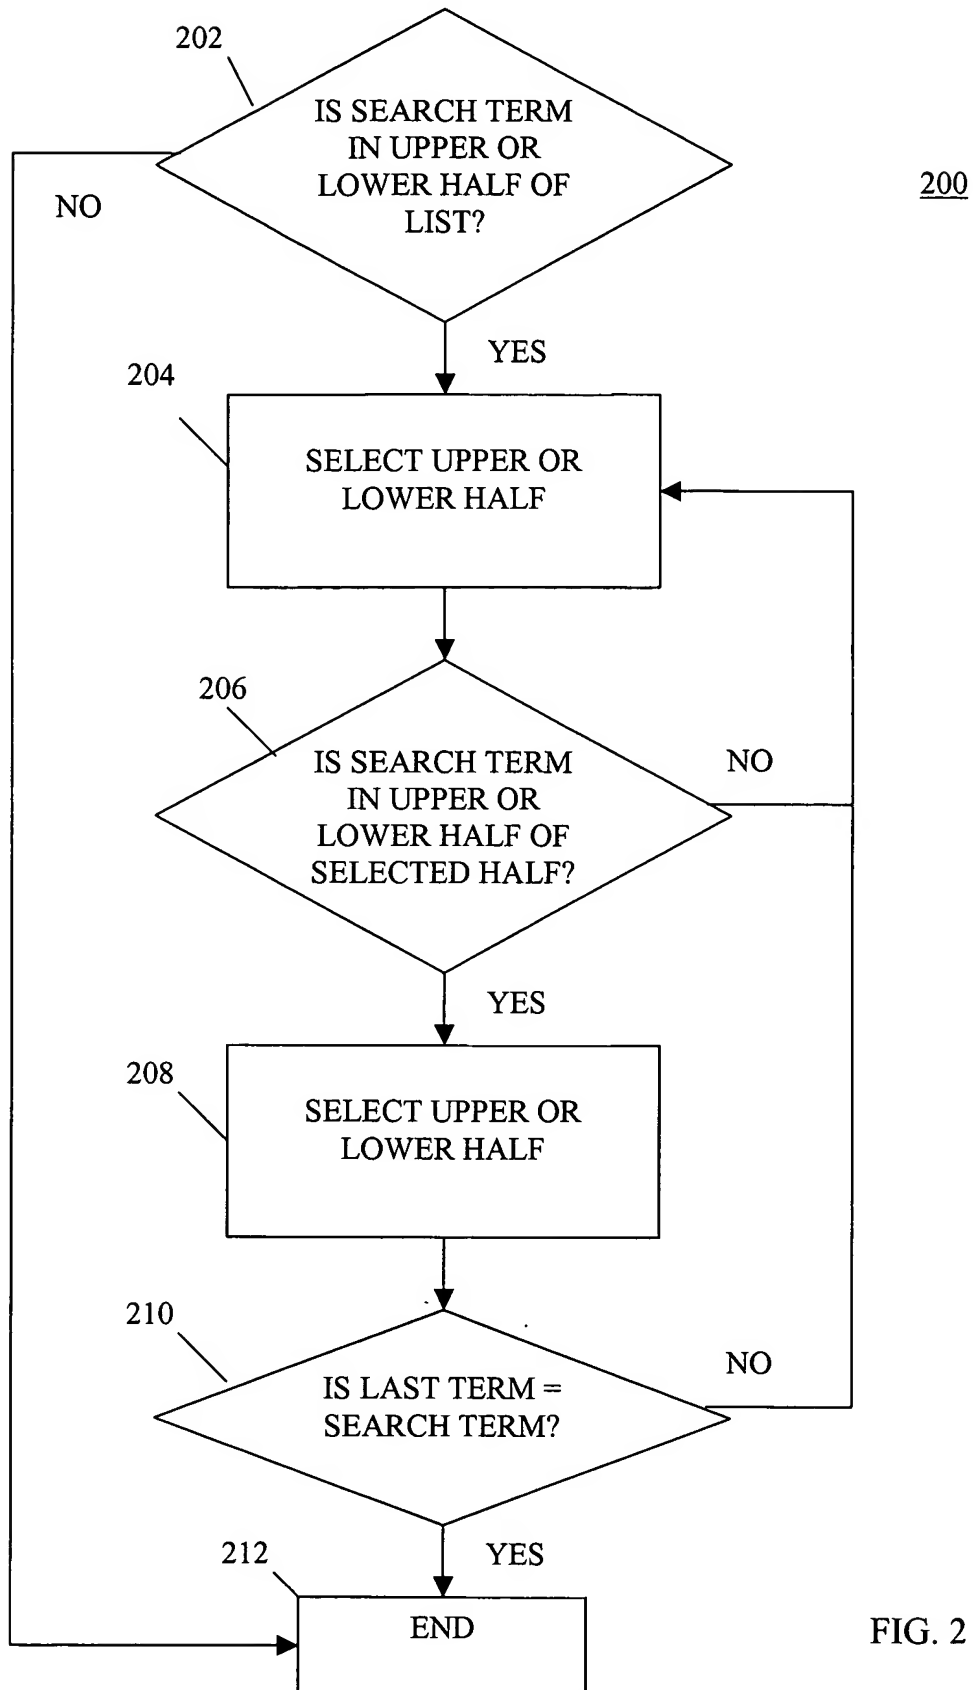 202
IS SEARCH TERM
IN UPPER OR
LOWER HALF OF
LIST?
200
NO
YES
204
SELECT UPPER OR
LOWER HALF
206
IS SEARCH TERM
IN UPPER OR
LOWER HALF OF
SELECTED HALF?
NO
YES
208
SELECT UPPER OR
LOWER HALF
210
IS LAST TERM =
SEARCH TERM?
NO
YES
212
END
FIG. 2